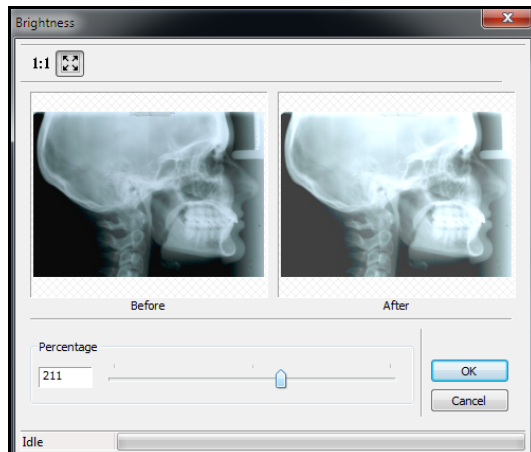 Brightness
1:1
Before After
Percentage
211
OK
Cancel
Idle